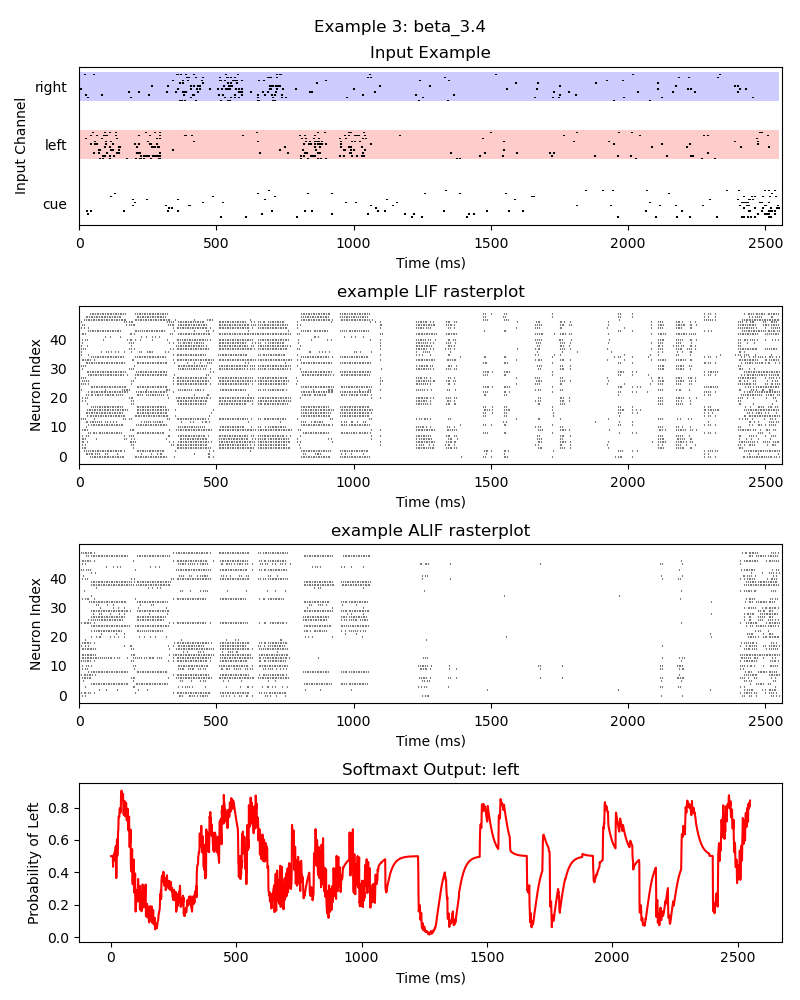 Example 3: beta_3.4
Input Example
Input Channel
right
left
cue
0 500 1000 1500 2000 2500
Time (ms)
example LIF rasterplot
Neuron Index
40
30
20
10
0
0 500 1000 1500 2000 2500
Time (ms)
example ALIF rasterplot
Neuron Index
40
30
20
10
0
0 500 1000 1500 2000 2500
Time (ms)
Softmaxt Output: left
Probability of Left
0.8
0.6
0.4
0.2
0.0
0 500 1000 1500 2000 2500
Time (ms)